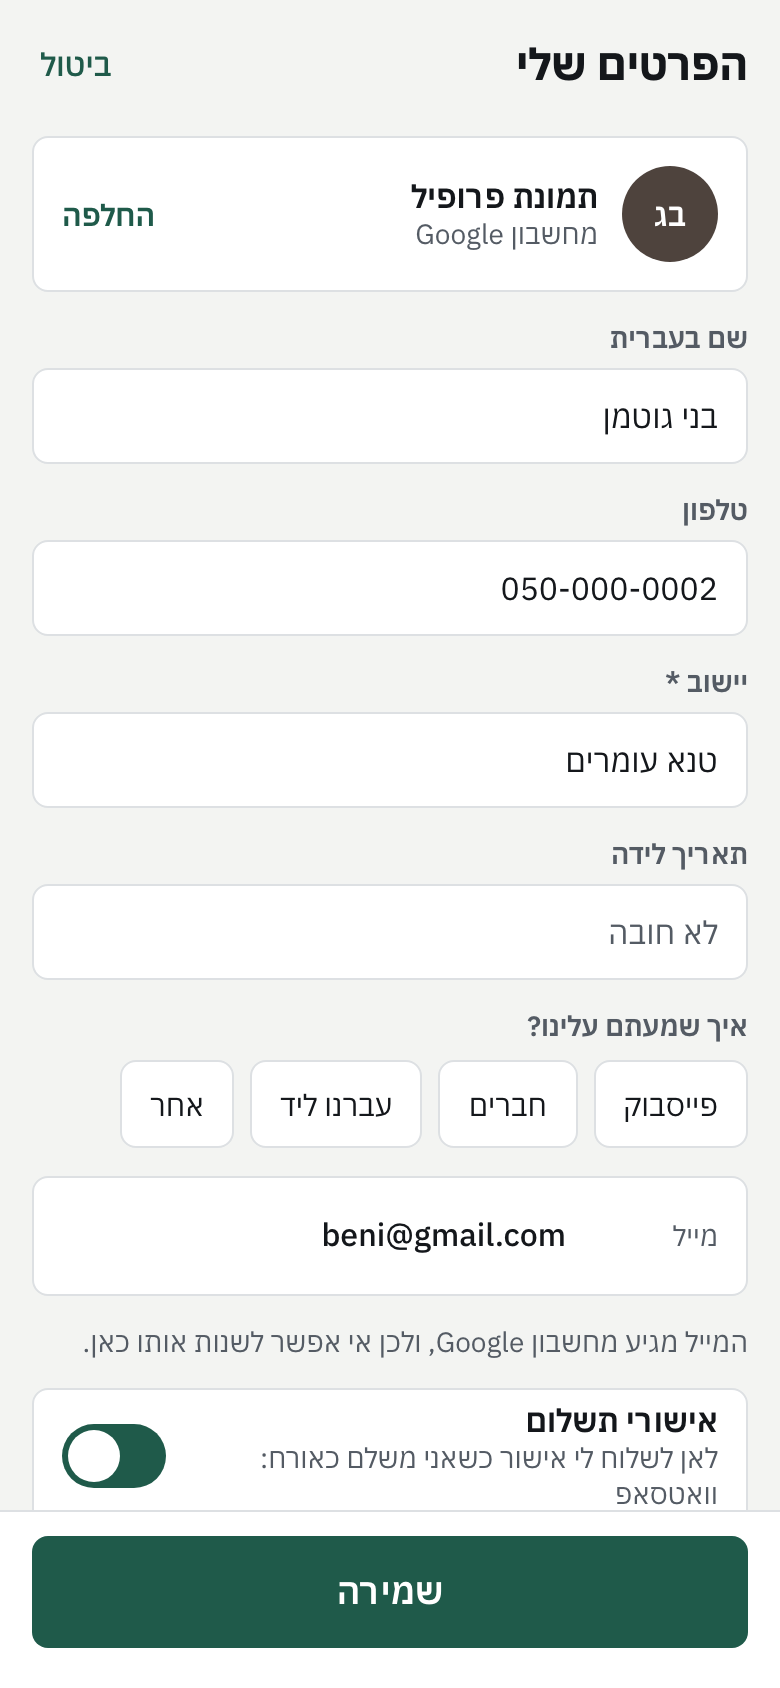 הפרטים שלי
ביטול
בג
תמונת פרופיל
מחשבון Google
החלפה
שם בעברית
בני גוטמן
טלפון
050-000-0002
יישוב *
טנא עומרים
תאריך לידה
לא חובה
איך שמעתם עלינו?
פייסבוק
חברים
עברנו ליד
אחר
מייל
beni@gmail.com
המייל מגיע מחשבון Google, ולכן אי אפשר לשנות אותו כאן.
אישורי תשלום
לאן לשלוח לי אישור כשאני משלם כאורח:
וואטסאפ
שמירה